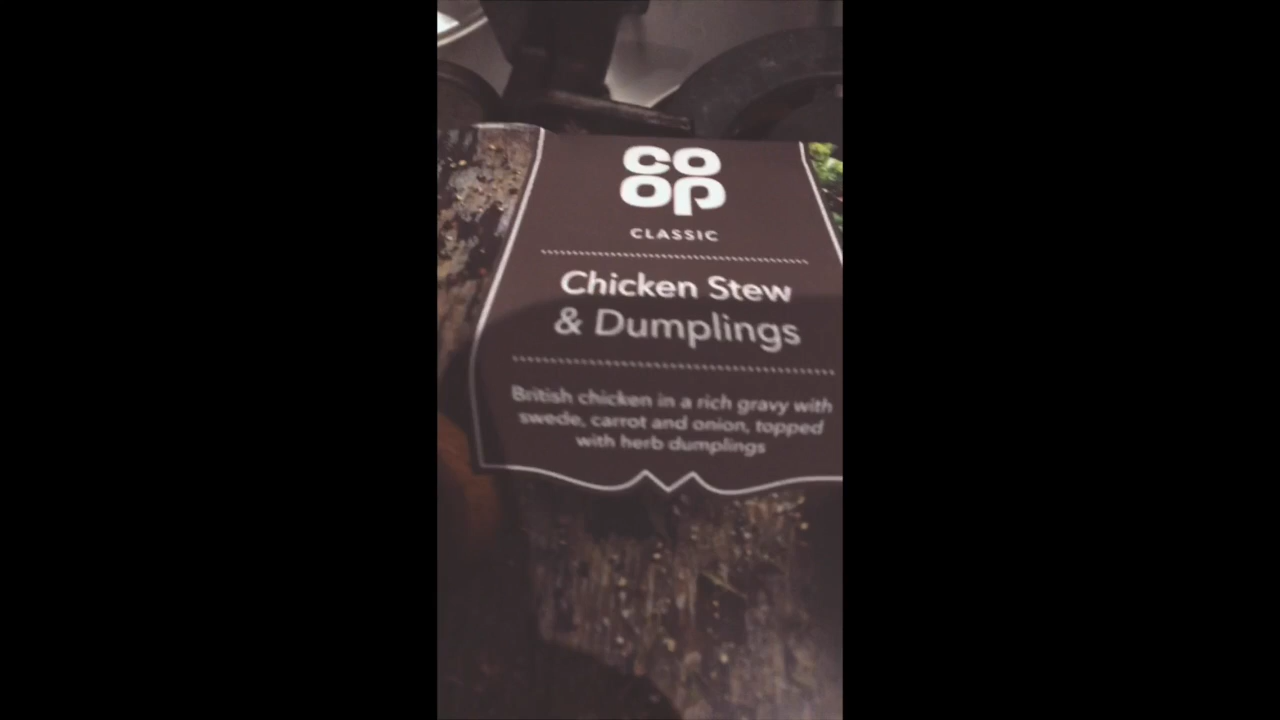 CO
OP
CLASSIC
Chicken Stew
& Dumplings
British chicken in a rich gravy with
swede, carrot and onion, topped
with herb dumplings